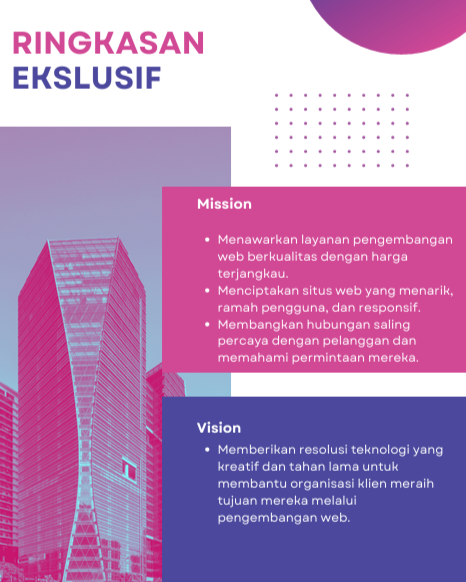 RINGKASAN
EKSLUSIF
Mission
• Menawarkan layanan pengembangan
web berkualitas dengan harga
terjangkau.
• Menciptakan situs web yang menarik,
ramah pengguna, dan responsif.
• Membangkan hubungan saling
percaya dengan pelanggan dan
memahami permintaan mereka.
Vision
• Memberikan resolusi teknologi yang
kreatif dan tahan lama untuk
membantu organisasi klien meraih
tujuan mereka melalui
pengembangan web.